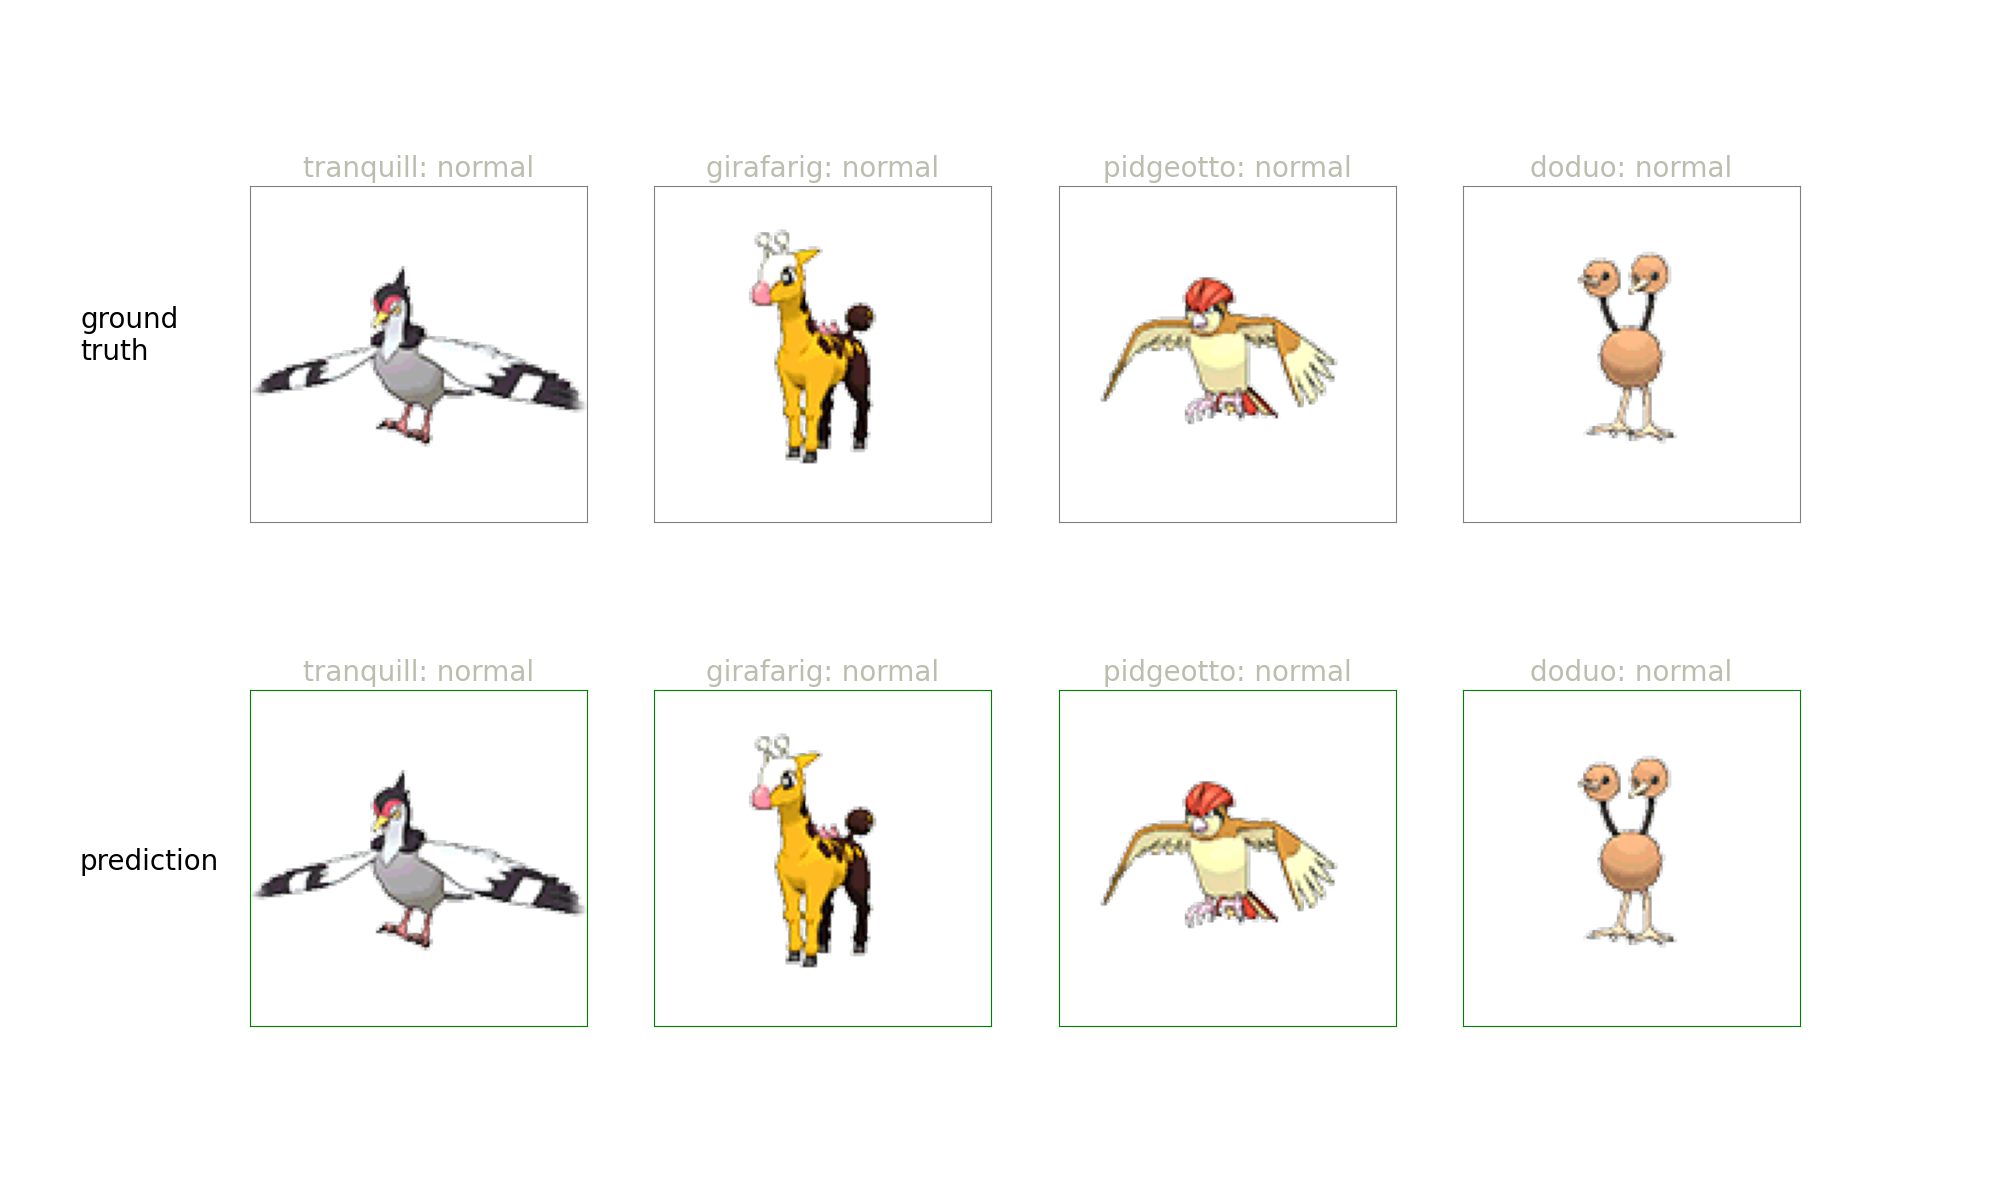 tranquill: normal
girafarig: normal
pidgeotto: normal
doduo: normal
ground
truth
tranquill: normal
girafarig: normal
pidgeotto: normal
doduo: normal
prediction